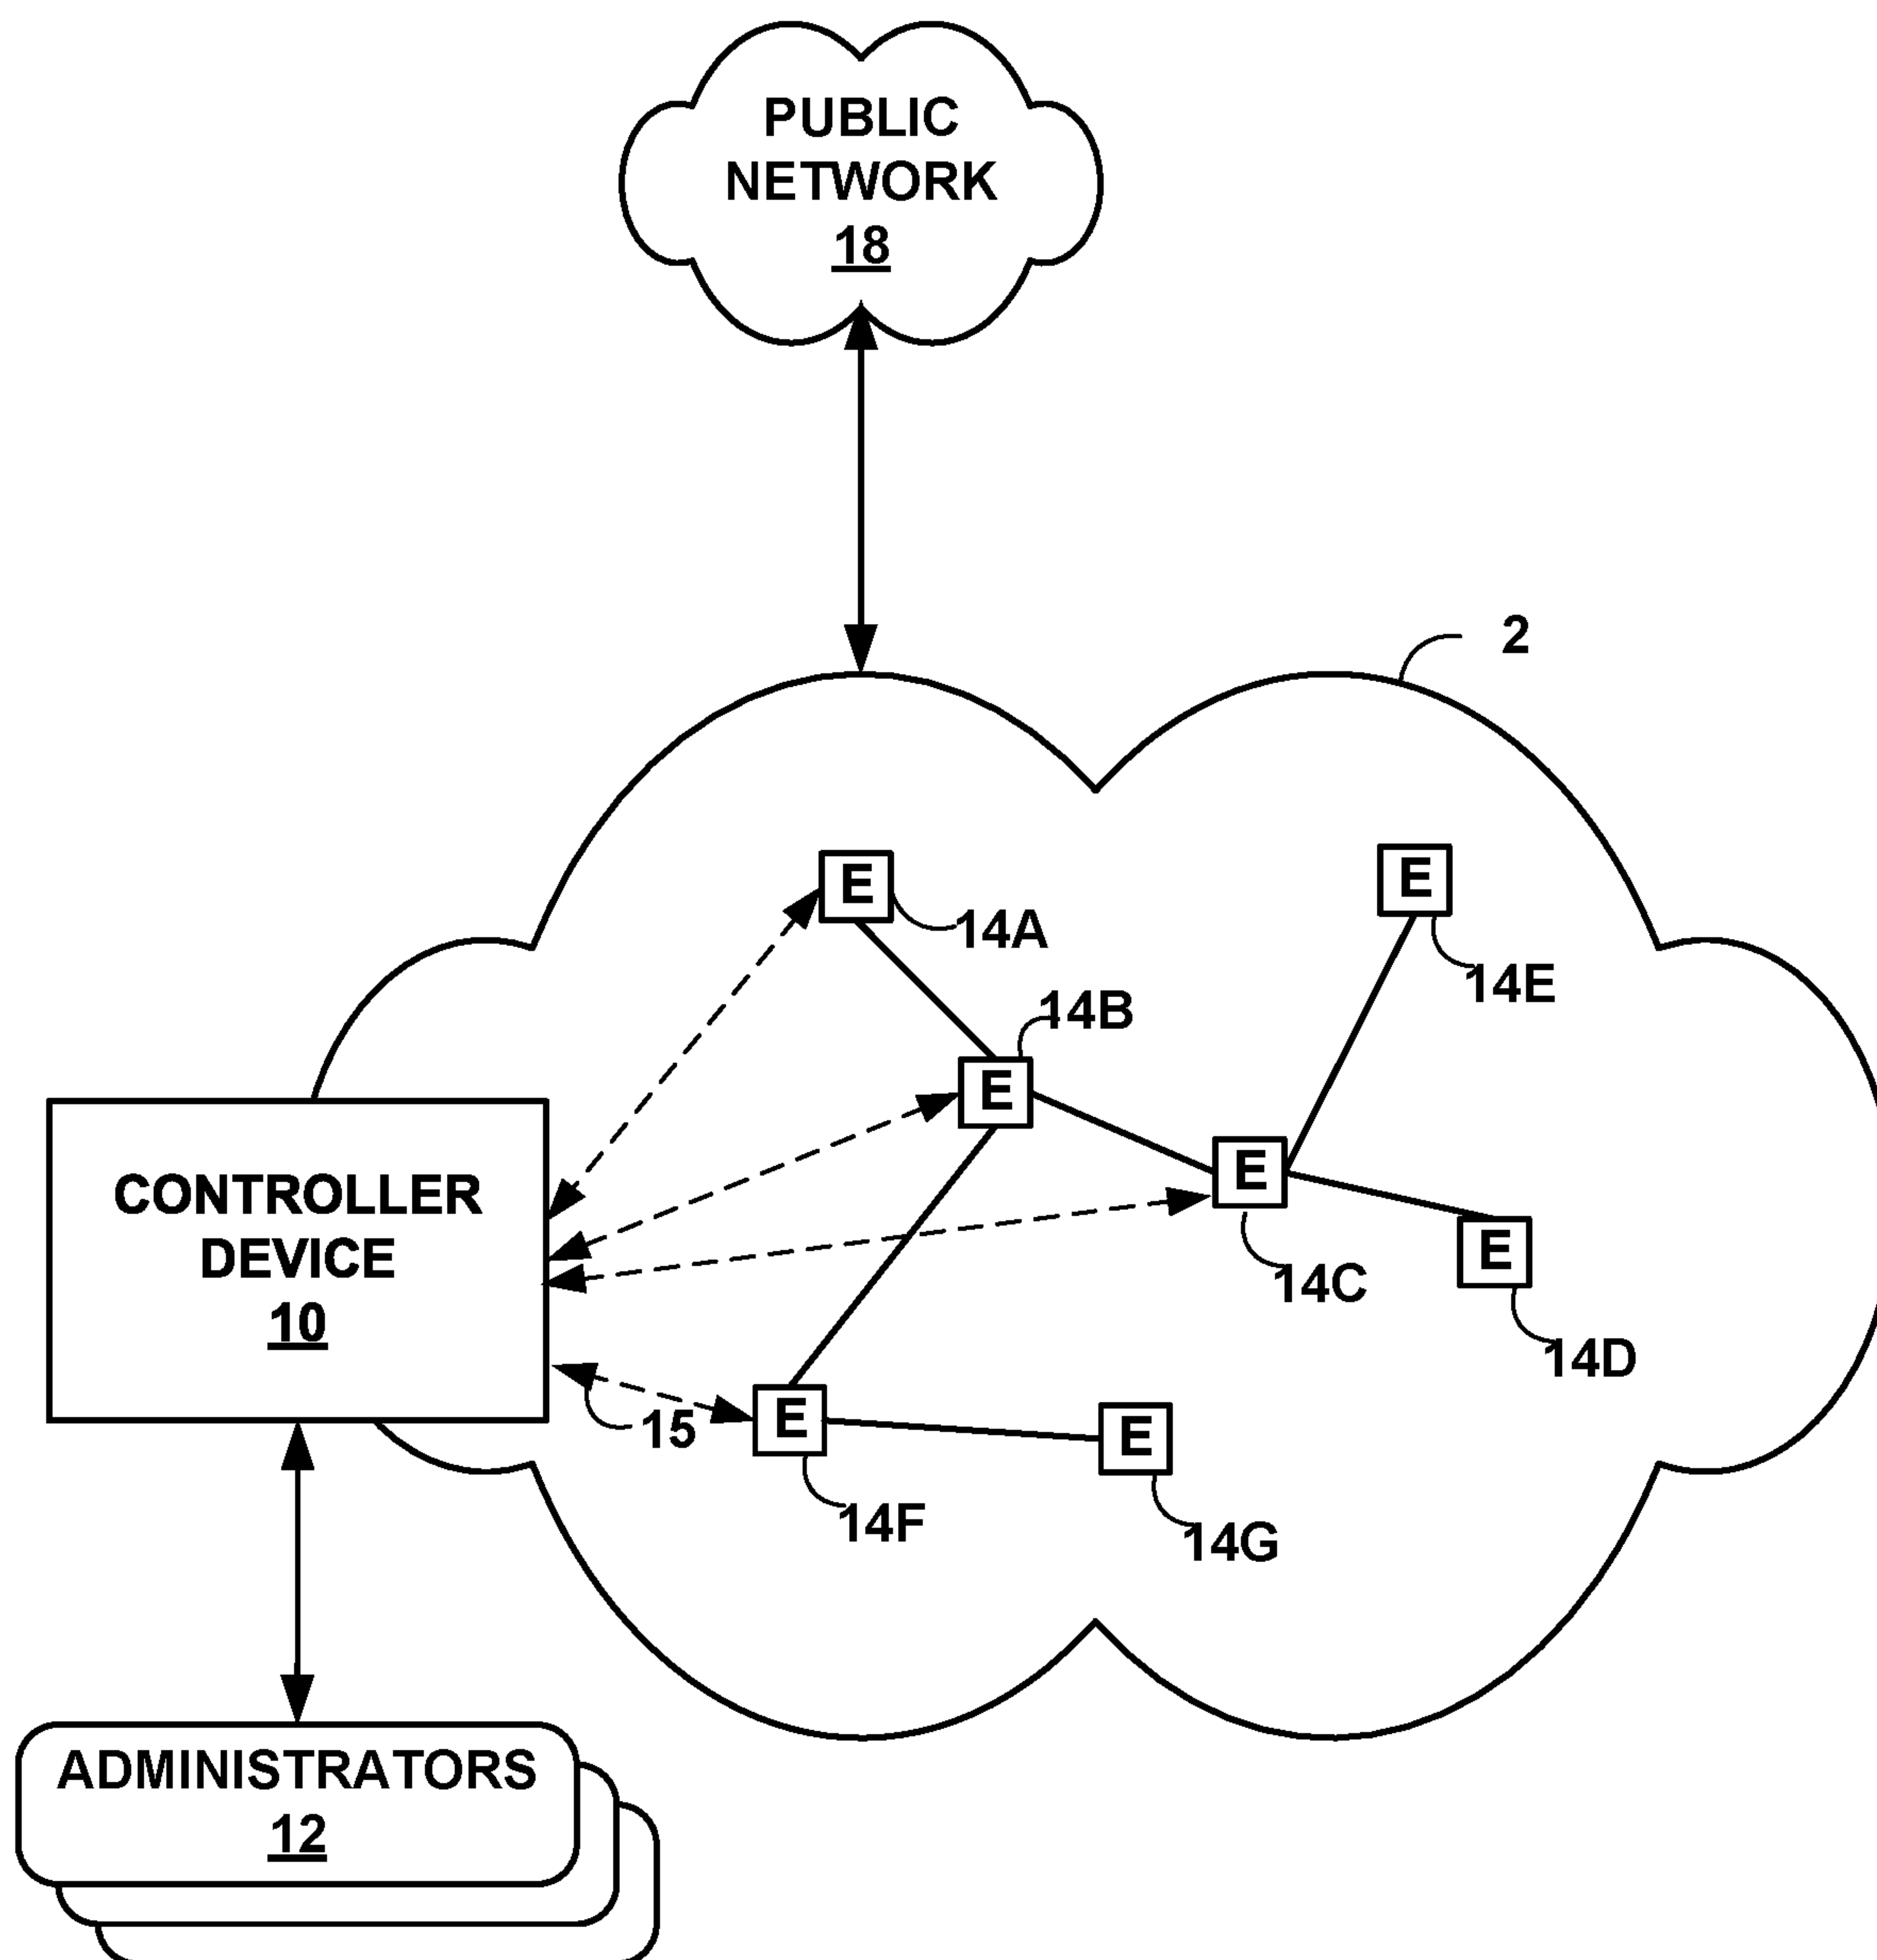 PUBLIC
NETWORK
18
2
E
14A
E
14E
14B
E
E
14C
E
14D
CONTROLLER
DEVICE
10
15
E
14F
E
14G
ADMINISTRATORS
12